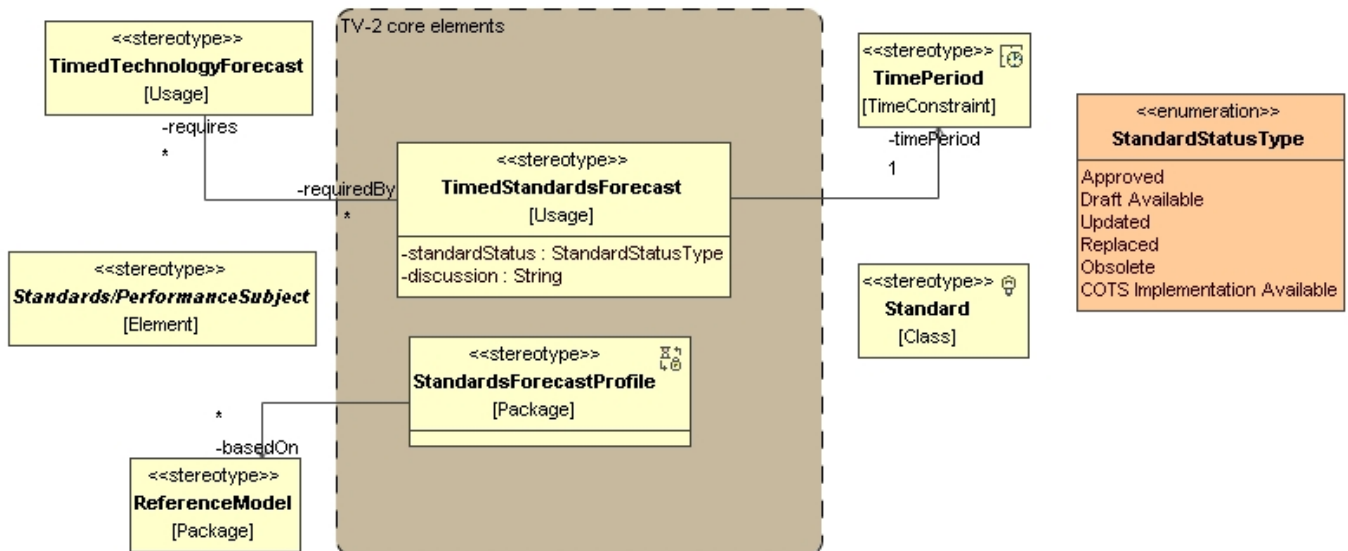 TV-2 core elements
<<stereotype>>
TimedTechnologyForecast
[Usage]
-requires
*
-requiredBy
*
<<stereotype>>
TimedStandardsForecast
[Usage]
-standardStatus : StandardStatusType
-discussion : String
<<stereotype>>
TimePeriod
[TimeConstraint]
-timePeriod
1
<<enumeration>>
StandardStatusType
Approved
Draft Available
Updated
Replaced
Obsolete
COTS Implementation Available
<<stereotype>>
Standards/PerformanceSubject
[Element]
<<stereotype>>
Standard
[Class]
<<stereotype>>
StandardsForecastProfile
[Package]
*
-basedOn
<<stereotype>>
ReferenceModel
[Package]